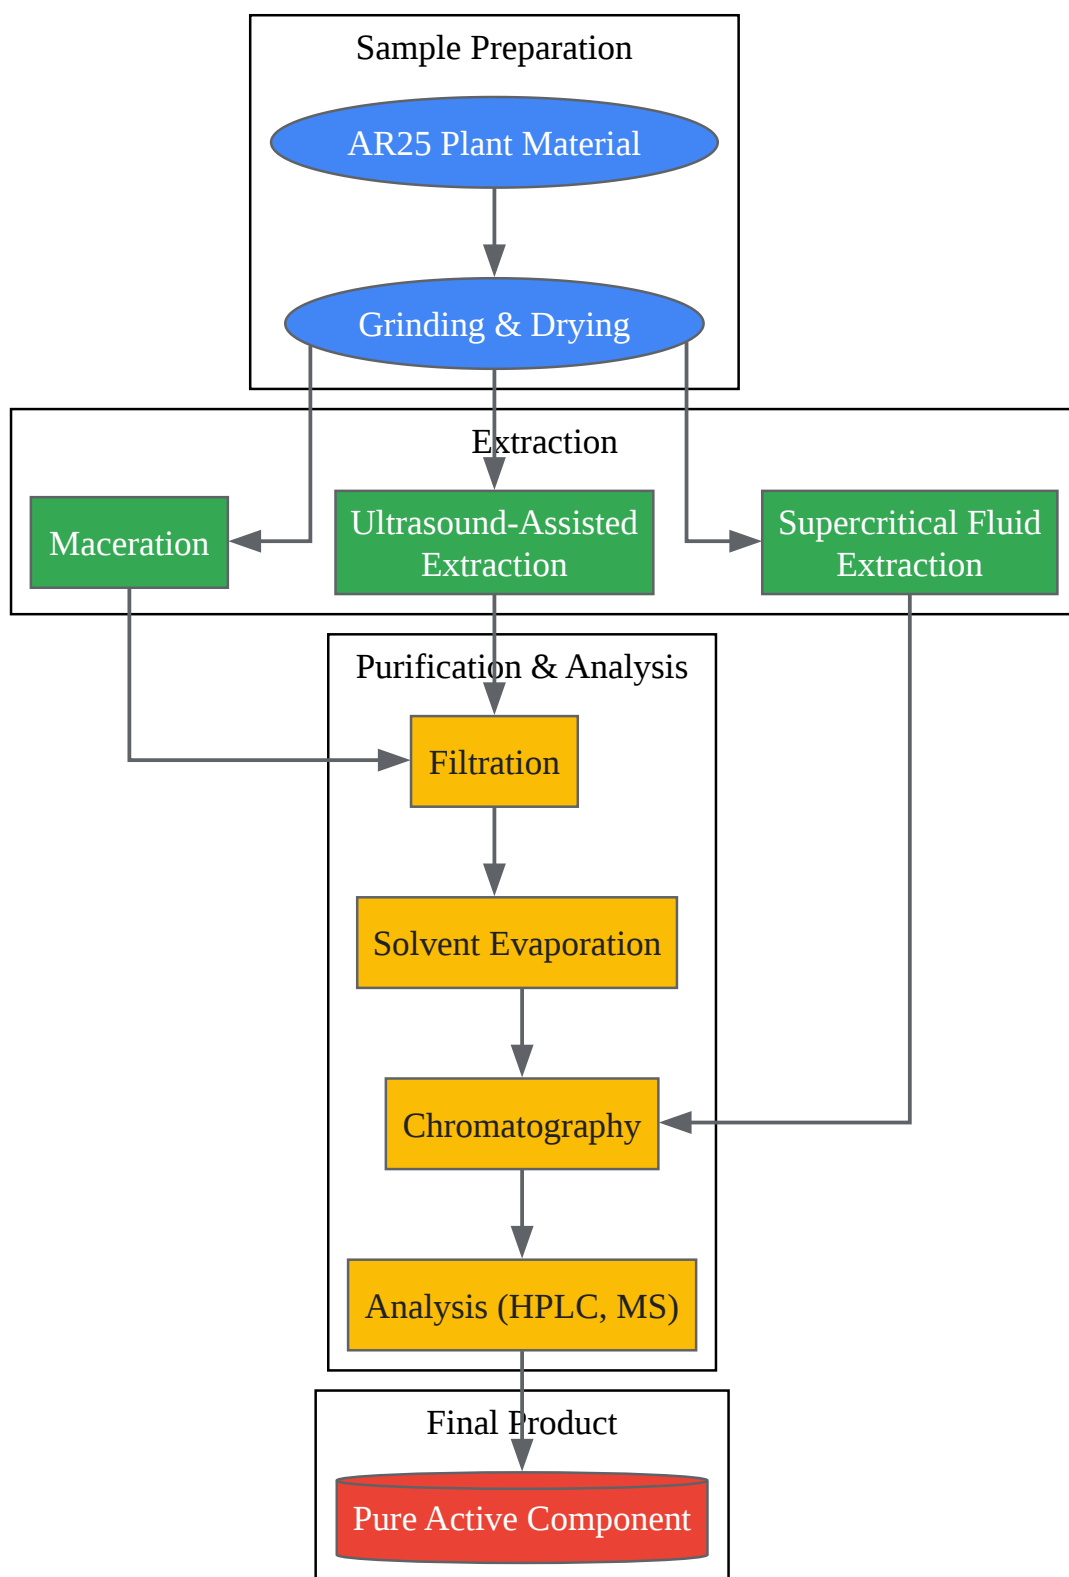 Sample Preparation
AR25 Plant Material
Grinding & Drying
Extraction
Maceration
Ultrasound-Assisted
Extraction
Supercritical Fluid
Extraction
Purification & Analysis
Filtration
Solvent Evaporation
Chromatography
Analysis (HPLC, MS)
Final Product
Pure Active Component